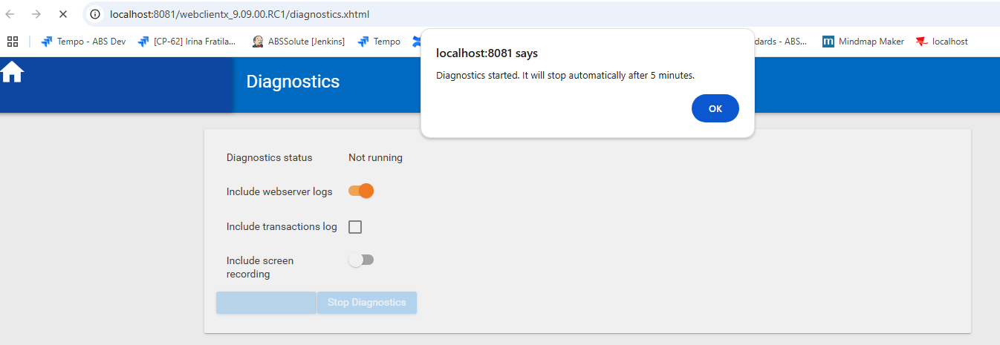 localhost:8081/webclientx_9.09.00.RC1/diagnostics.xhtml
Tempo - ABS Dev
[CP-62] Irina Fratila...
ABSSolute [Jenkins]
Tempo
dards - ABS...
m Mindmap Maker
localhost
localhost:8081 says
Diagnostics started. It will stop automatically after 5 minutes.
OK
Diagnostics
Diagnostics status Not running
Include webserver logs
Include transactions log
Include screen
recording
Stop Diagnostics